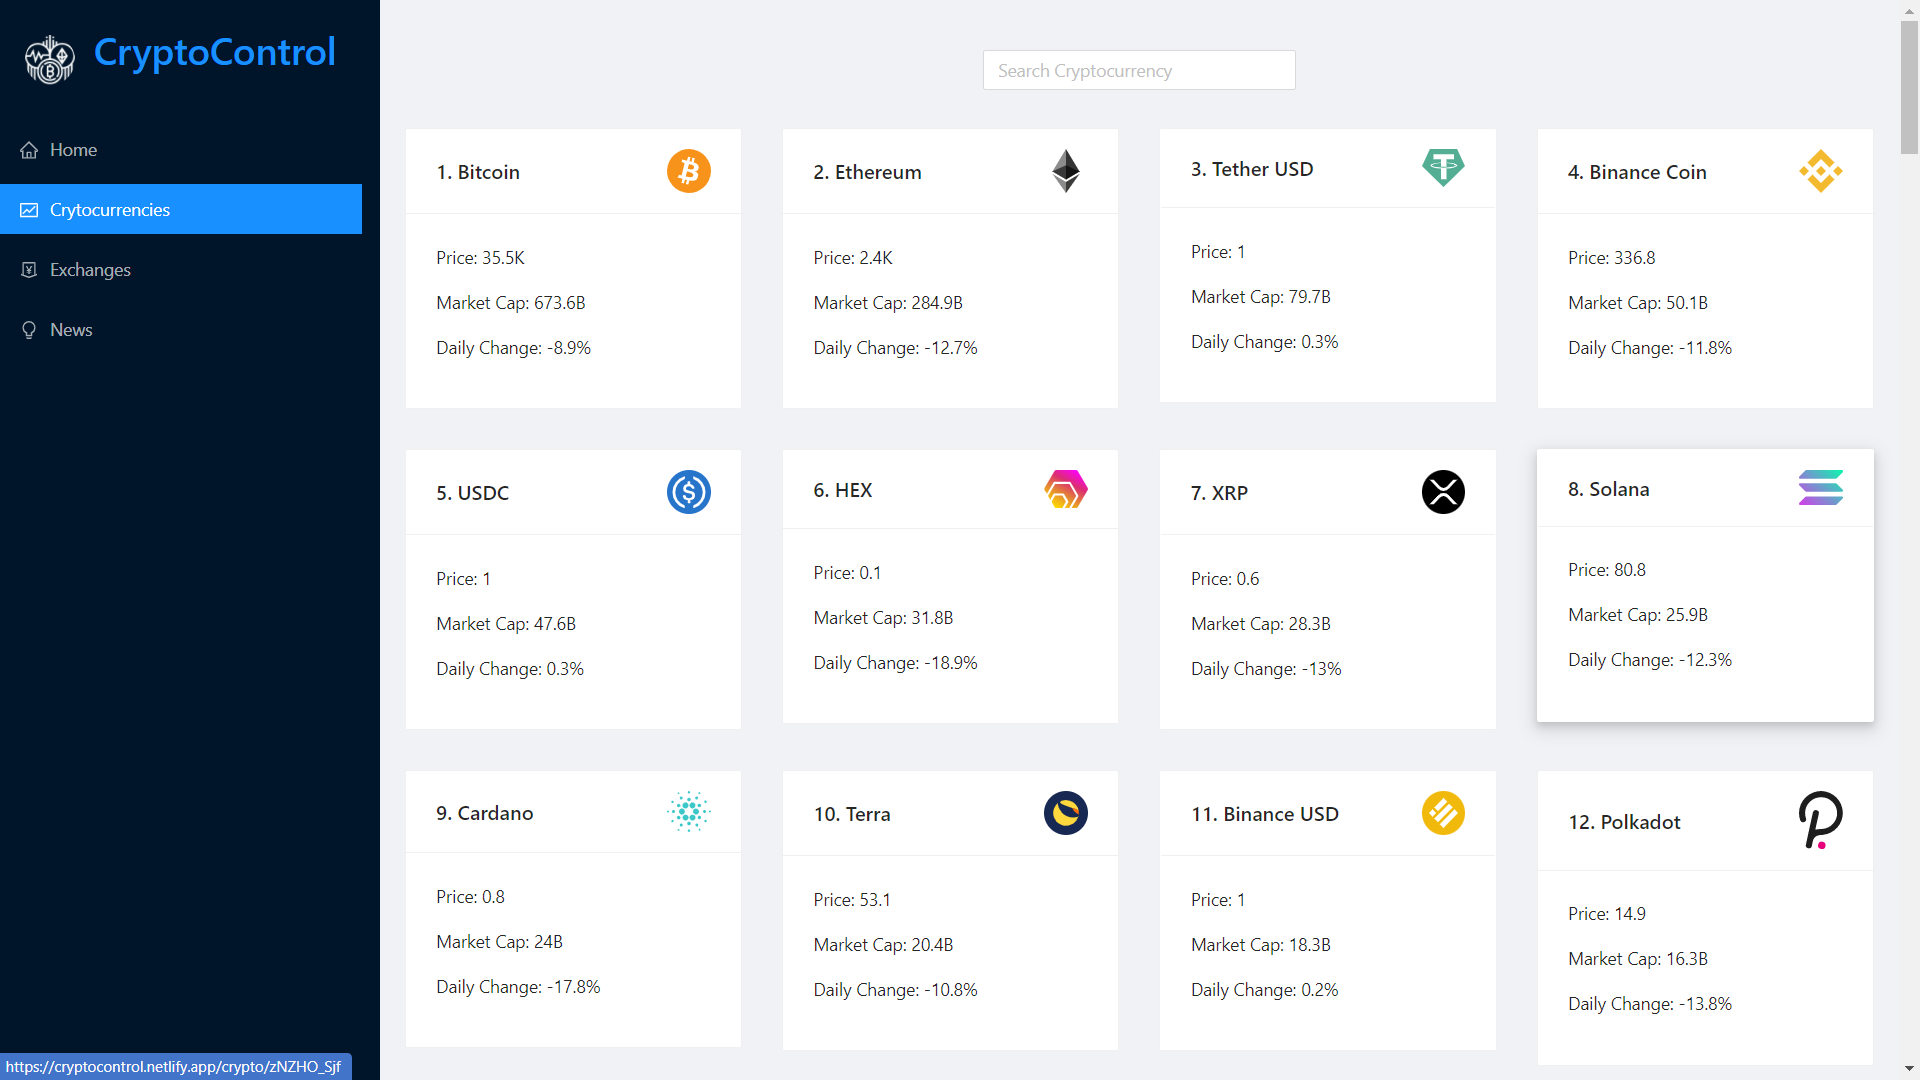 CryptoControl
Home
Crytocurrencies
Exchanges
News
Search Cryptocurrency
1. Bitcoin
Price: 35.5K
Market Cap: 673.6B
Daily Change: -8.9%
2. Ethereum
Price: 2.4K
Market Cap: 284.9B
Daily Change: -12.7%
3. Tether USD
Price: 1
Market Cap: 79.7B
Daily Change: 0.3%
4. Binance Coin
Price: 336.8
Market Cap: 50.1B
Daily Change: -11.8%
5. USDC
Price: 1
Market Cap: 47.6B
Daily Change: 0.3%
6. HEX
Price: 0.1
Market Cap: 31.8B
Daily Change: -18.9%
7. XRP
Price: 0.6
Market Cap: 28.3B
Daily Change: -13%
8. Solana
Price: 80.8
Market Cap: 25.9B
Daily Change: -12.3%
9. Cardano
Price: 0.8
Market Cap: 24B
Daily Change: -17.8%
10. Terra
Price: 53.1
Market Cap: 20.4B
Daily Change: -10.8%
11. Binance USD
Price: 1
Market Cap: 18.3B
Daily Change: 0.2%
12. Polkadot
Price: 14.9
Market Cap: 16.3B
Daily Change: -13.8%
https://cryptocontrol.netlify.app/crypto/zNZHO_Sjf